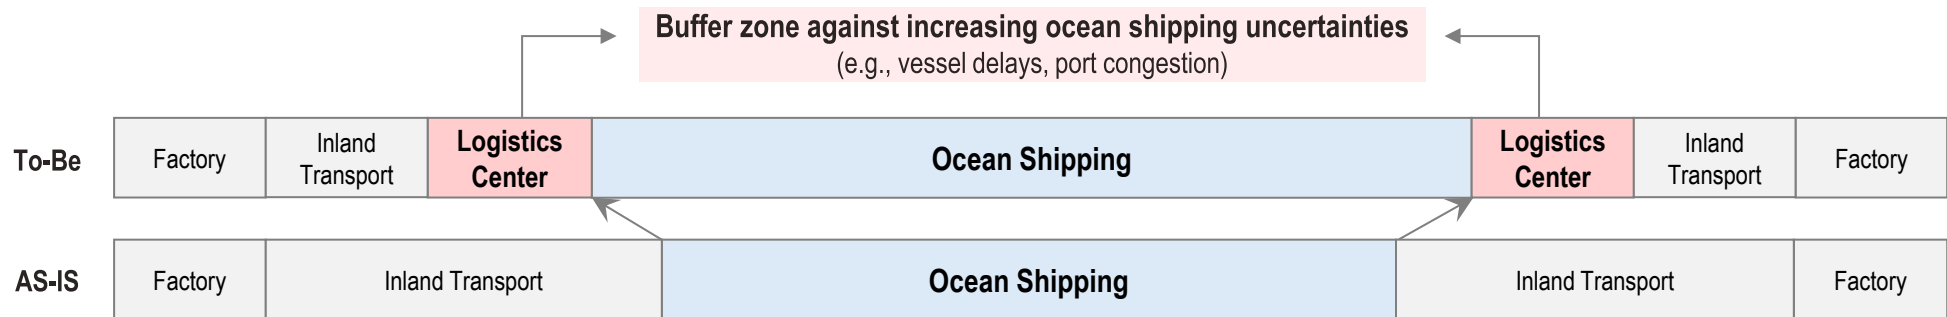 Buffer zone against increasing ocean shipping uncertainties
(e.g., vessel delays, port congestion)
To-Be
Factory
Inland
Transport
Logistics
Center
Ocean Shipping
Logistics
Center
Inland
Transport
Factory
AS-IS
Factory
Inland Transport
Ocean Shipping
Inland Transport
Factory